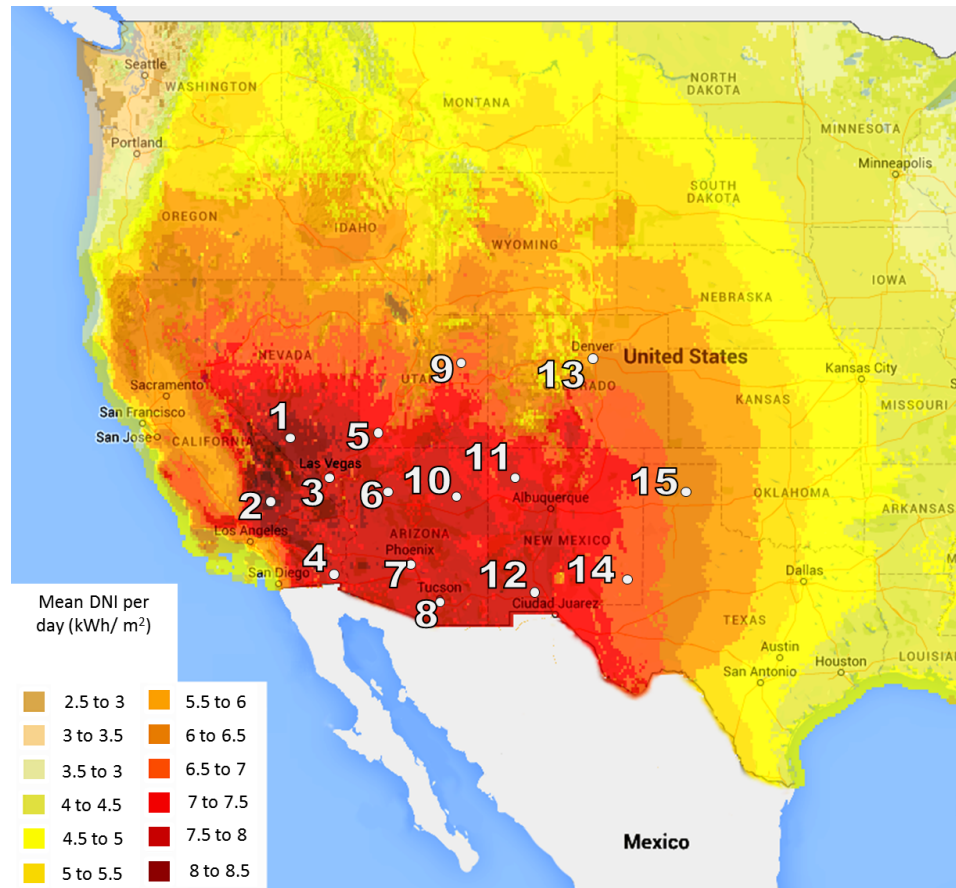 Seattle
WASHINGTON
MONTANA
NORTH
DAKOTA
MINNESOTA
Portland
Minneapolis
SOUTH
DAKOTA
OREGON
IDAHO
WYOMING
IOWA
NEBRASKA
NEVADA
Denver
United States
9
13
UTAH
Kansas City
Sacramento
KANSAS
MISSOURI
San Francisco
1
San Jose
CALIFORNIA
5
11
Las Vegas
10
15
3
6
OKLAHOMA
2
Albuquerque
ARKANSAS
Los Angeles
ARIZONA
NEW MEXICO
Phoenix
4
7
12
14
Dallas
San Diego
Tucson
8
Ciudad Juarez
TEXAS
Austin
San Antonio
Houston
LOUISIA
Mean DNI per
day (kWh/ m²)
2.5 to 3
5.5 to 6
3 to 3.5
6 to 6.5
3.5 to 3
6.5 to 7
4 to 4.5
7 to 7.5
4.5 to 5
7.5 to 8
5 to 5.5
8 to 8.5
Mexico